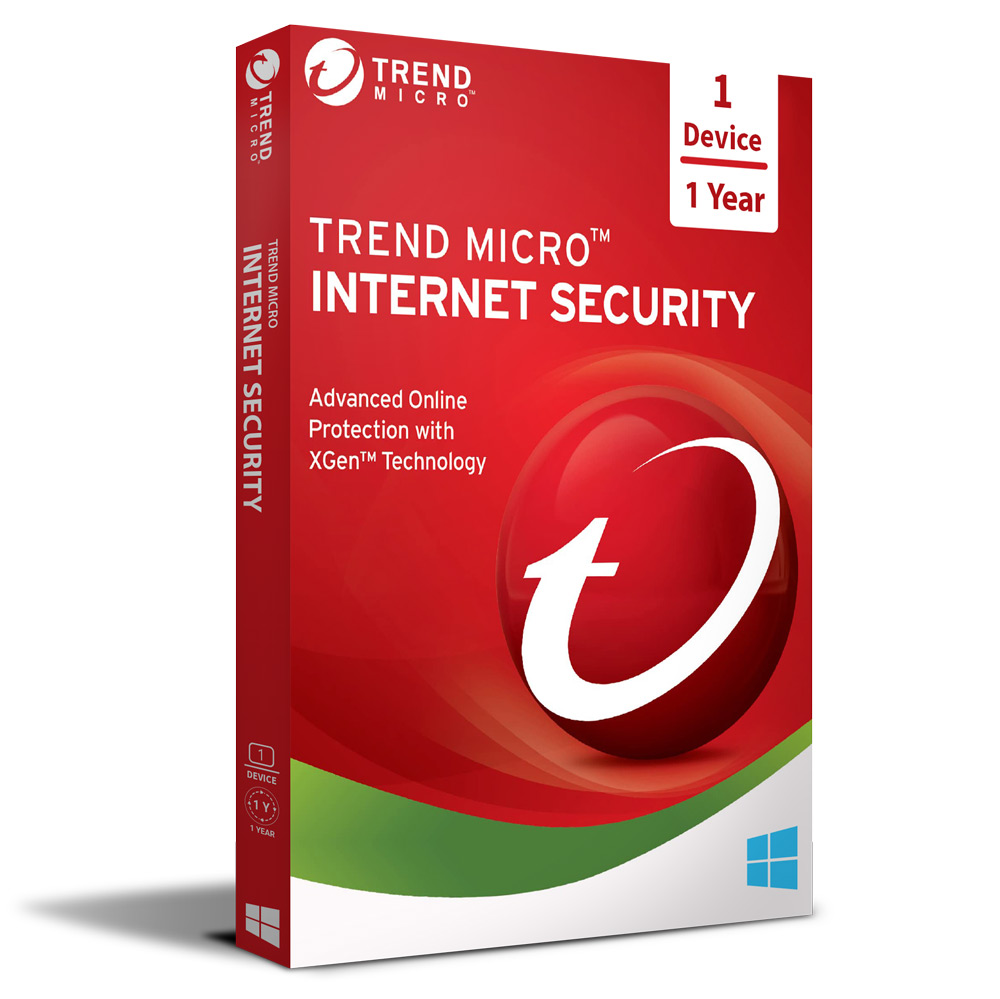 TREND
MICRO™
1
Device
1 Year
TREND MICRO™
INTERNET SECURITY
Advanced Online
Protection with
XGen™ Technology
TREND
MICRO
TREND MICRO
INTERNET SECURITY
1
DEVICE
1 Y
1 YEAR